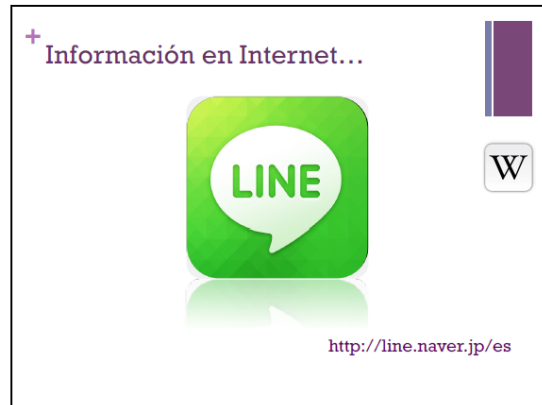 +
Información en Internet...
LINE
W
http://line.naver.jp/es